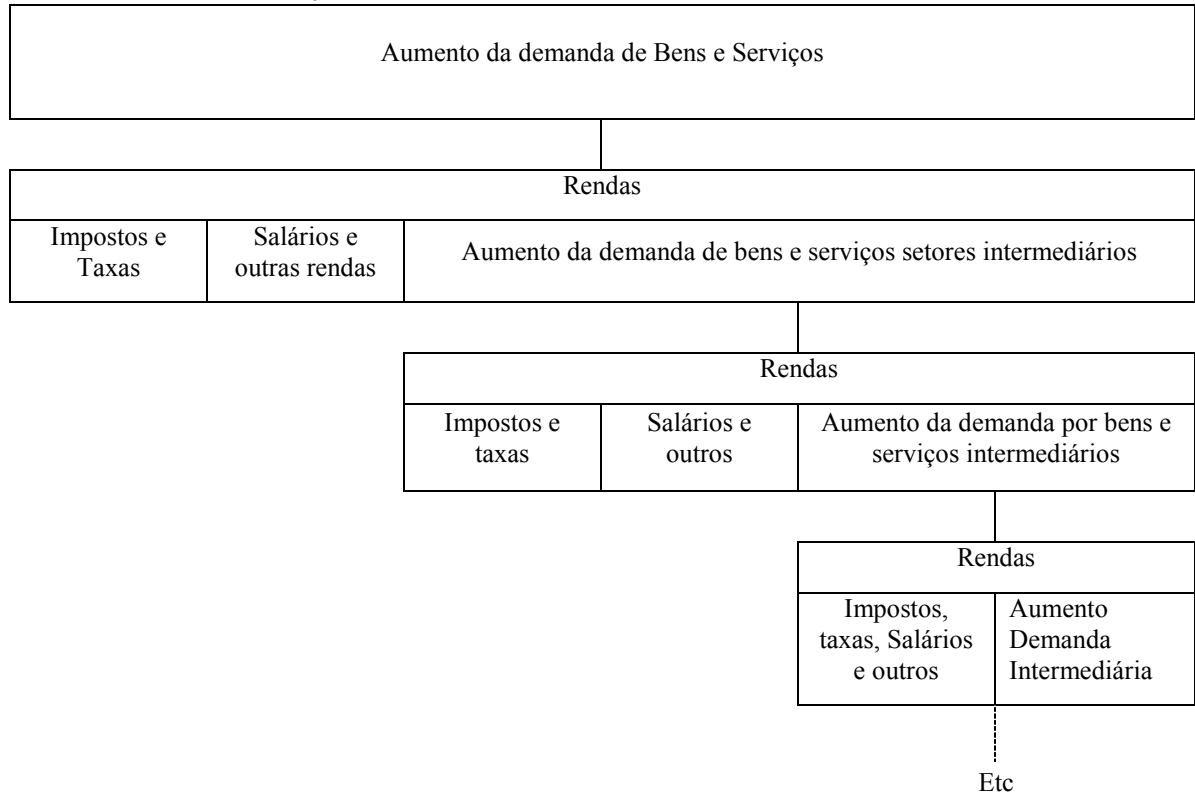 Aumento da demanda de Bens e Serviços
Rendas
Impostos e
Taxas
Salários e
outras rendas
Aumento da demanda de bens e serviços setores intermediários
Rendas
Impostos e
taxas
Salários e
outros
Aumento da demanda por bens e
serviços intermediários
Rendas
Impostos,
taxas, Salários
e outros
Aumento
Demanda
Intermediária
Etc